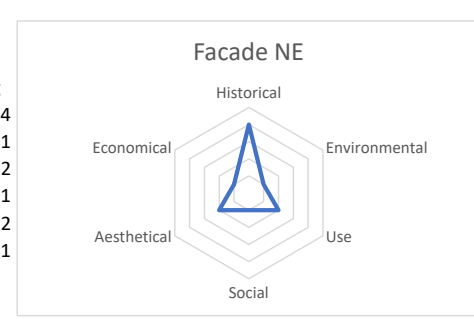 Facade NE
Historical
4
1
Economical
Environmental
2
1
Aesthetical
Use
2
1
Social